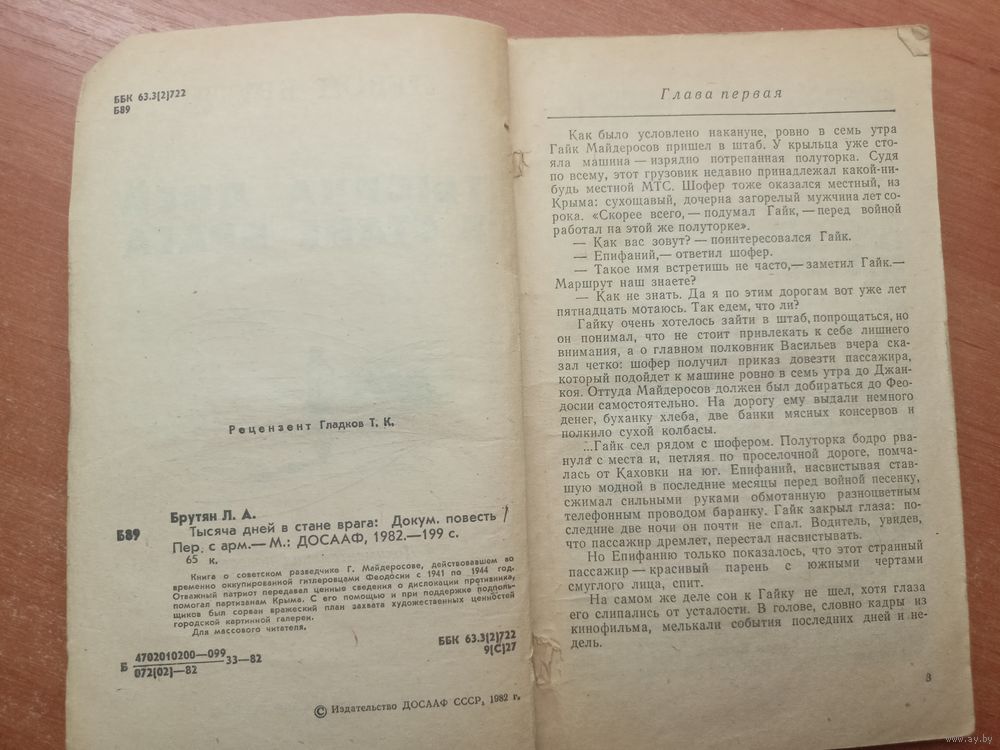 ББК 63.3(2)722
Б89
Рецензент Гладков Т. К.
Брутян Л. А.
Б89 Тысяча дней в стане врага: Докум. повесть /
Пер. с арм.— М.: ДОСААФ, 1982.—199 с.
65 к.
Книга о советском разведчике Г. Майдеросове, действовавшем во
временно оккупированной гитлеровцами Феодосии с 1941 по 1944 год.
Отважный патриот передавал ценные сведения о дислокации противника,
помогал партизанам Крыма. С его помощью и при поддержке подполь-
щиков был сорван вражеский план захвата художественных ценностей
городской картинной галереи.
Для массового читателя.
Б 4702010200—099
072(02)—82
33—82
ББК 63.3(2)722
9(С)27
© Издательство ДОСААФ СССР, 1982 г.
Глава первая
Как было условлено накануне, ровно в семь утра
Гайк Майдеросов пришел в штаб. У крыльца уже сто-
яла машина — изрядно потрепанная полуторка. Судя
по всему, этот грузовик недавно принадлежал какой-ни-
будь местной МТС. Шофер тоже оказался местный, из
Крыма: сухощавый, дочерна загорелый мужчина лет со-
рока. «Скорее всего, — подумал Гайк, — перед войной
работал на этой же полуторке».
— Как вас зовут? — поинтересовался Гайк.
— Епифаний,— ответил шофер.
— Такое имя встретишь не часто,— заметил Гайк.—
Маршрут наш знаете?
— Как не знать. Да я по этим дорогам вот уже лет
пятнадцать мотаюсь. Так едем, что ли?
Гайку очень хотелось зайти в штаб, попрощаться, но
он понимал, что не стоит привлекать к себе лишнего
внимания, а о главном полковник Васильев вчера ска-
зал четко: шофер получил приказ довезти пассажира,
который подойдет к машине ровно в семь утра до Джан-
коя. Оттуда Майдеросов должен был добираться до Фео-
досии самостоятельно. На дорогу ему выдали немного
денег, буханку хлеба, две банки мясных консервов и
полкило сухой колбасы.
...Гайк сел рядом с шофером. Полуторка бодро рва-
нула с места и, петляя по проселочной дороге, помча-
лась от Каховки на юг. Епифаний, насвистывая став-
шую модной в последние месяцы перед войной песенку,
сжимал сильными руками обмотанную разноцветным
телефонным проводом баранку. Гайк закрыл глаза: по-
следние две ночи он почти не спал. Водитель, увидев,
что пассажир дремлет, перестал насвистывать.
Но Епифанию только показалось, что этот странный
пассажир — красивый парень с южными чертами
смуглого лица, спит.
На самом же деле сон к Гайку не шел, хотя глаза
его слипались от усталости. В голове, словно кадры из
кинофильма, мелькали события последних дней и не-
дель.
3
www.ay.by